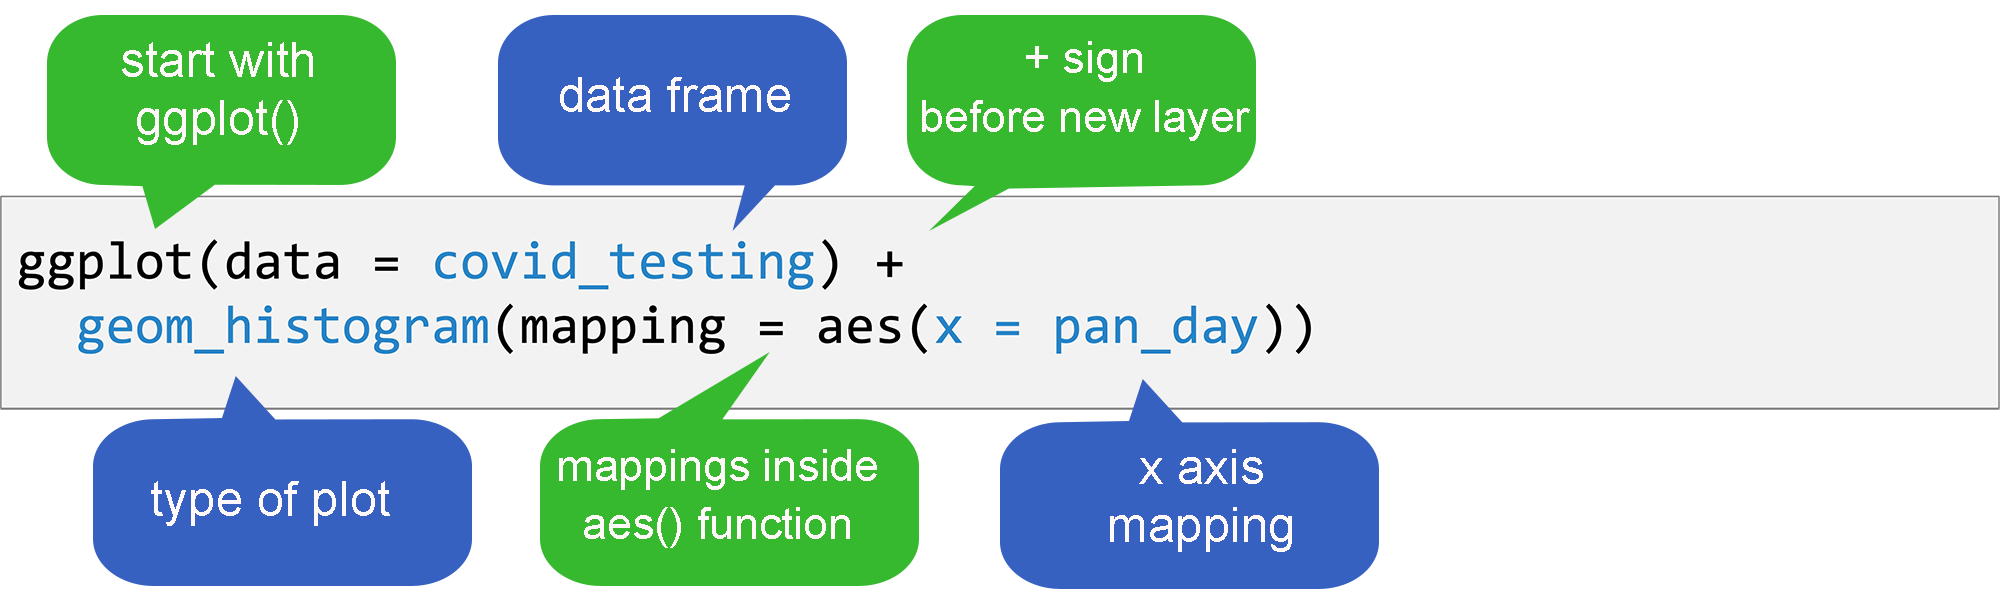 start with
ggplot()
data frame
+ sign
before new layer
ggplot(data = covid_testing) +
  geom_histogram(mapping = aes(x = pan_day))
type of plot
mappings inside
aes() function
x axis
mapping